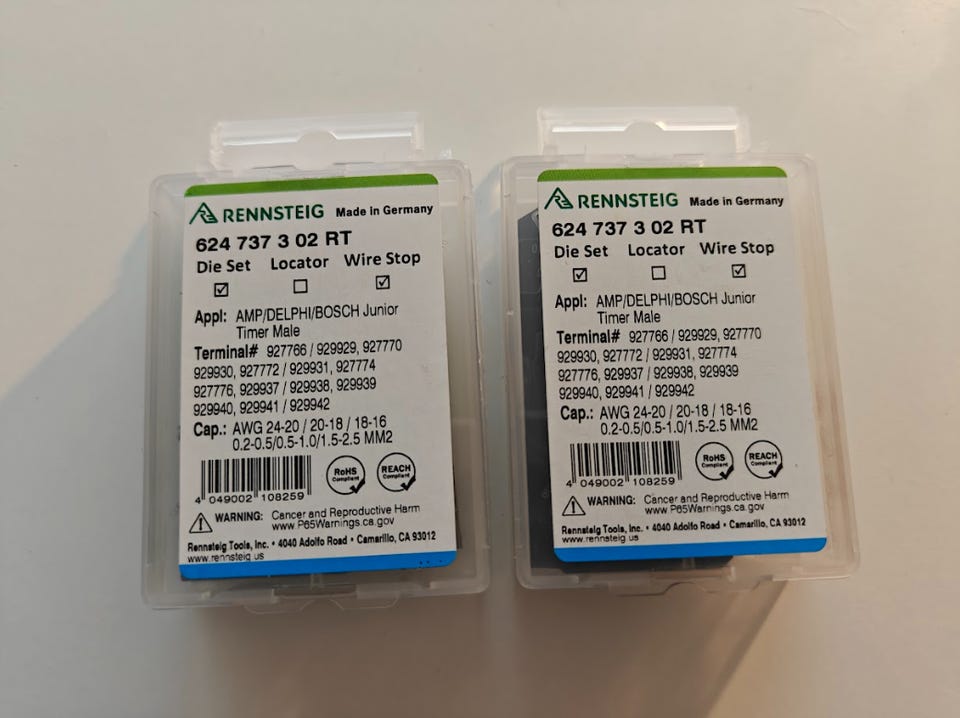 RENNSTEIG Made in Germany
624 737 3 02 RT
Die Set Locator Wire Stop
☑ ☐ ☑
Appl: AMP/DELPHI/BOSCH Junior
Timer Male
Terminal# 927766 / 929929, 927770
929930, 927772 / 929931, 927774
927776, 929937 / 929938, 929939
929940, 929941 / 929942
Cap.: AWG 24-20 / 20-18 / 18-16
0.2-0.5/0.5-1.0/1.5-2.5 MM2
4 049002 108259
RoHS
Compliant
REACH
Compliant
WARNING: Cancer and Reproductive Harm
www.P65Warnings.ca.gov
Rennsteig Tools, Inc. • 4040 Adolfo Road • Camarillo, CA 93012
www.rennsteig.us
RENNSTEIG Made in Germany
624 737 3 02 RT
Die Set Locator Wire Stop
☑ ☐ ☑
Appl: AMP/DELPHI/BOSCH Junior
Timer Male
Terminal# 927766 / 929929, 927770
929930, 927772 / 929931, 927774
927776, 929937 / 929938, 929939
929940, 929941 / 929942
Cap.: AWG 24-20 / 20-18 / 18-16
0.2-0.5/0.5-1.0/1.5-2.5 MM2
4 049002 108259
RoHS
Compliant
REACH
Compliant
WARNING: Cancer and Reproductive Harm
www.P65Warnings.ca.gov
Rennsteig Tools, Inc. • 4040 Adolfo Road • Camarillo, CA 93012
www.rennsteig.us